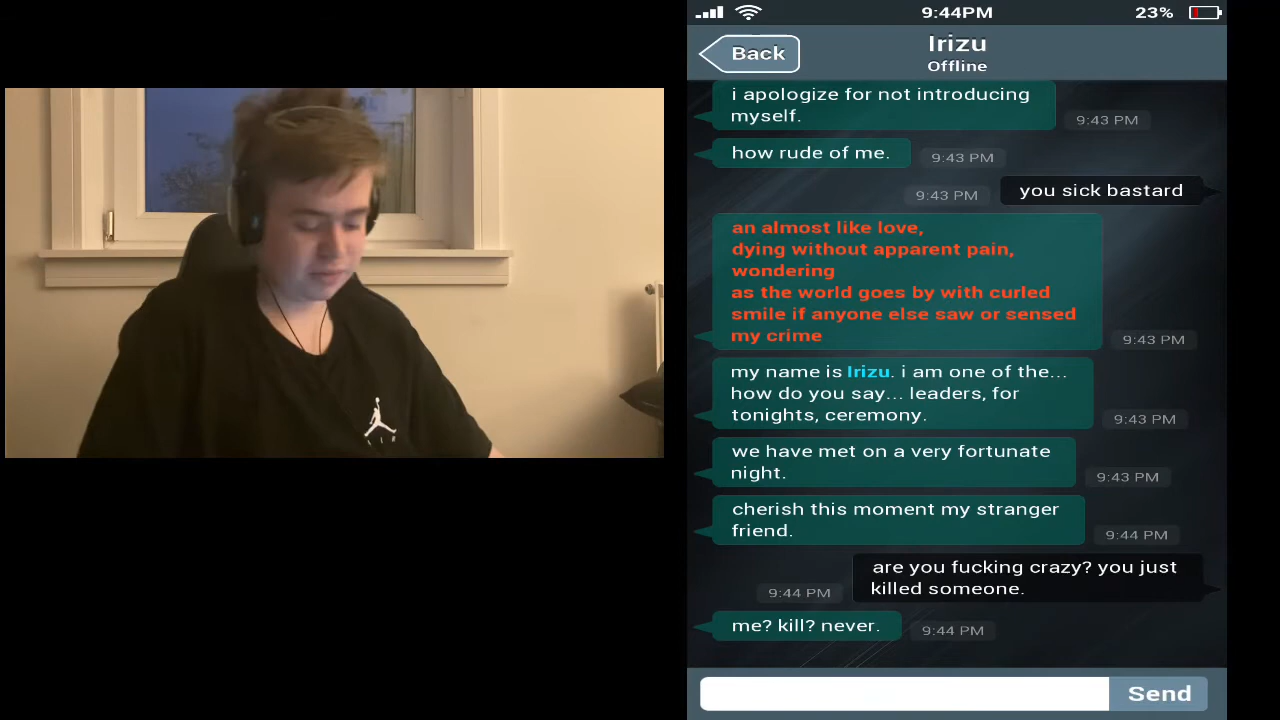 9:44PM
23%
Back
Irizu
Offline
i apologize for not introducing
myself.
9:43 PM
how rude of me.
9:43 PM
you sick bastard
9:43 PM
an almost like love,
dying without apparent pain,
wondering
as the world goes by with curled
smile if anyone else saw or sensed
my crime
9:43 PM
my name is Irizu. i am one of the...
how do you say... leaders, for
tonights, ceremony.
9:43 PM
we have met on a very fortunate
night.
9:43 PM
cherish this moment my stranger
friend.
9:44 PM
are you fucking crazy? you just
killed someone.
9:44 PM
me? kill? never.
9:44 PM
Send